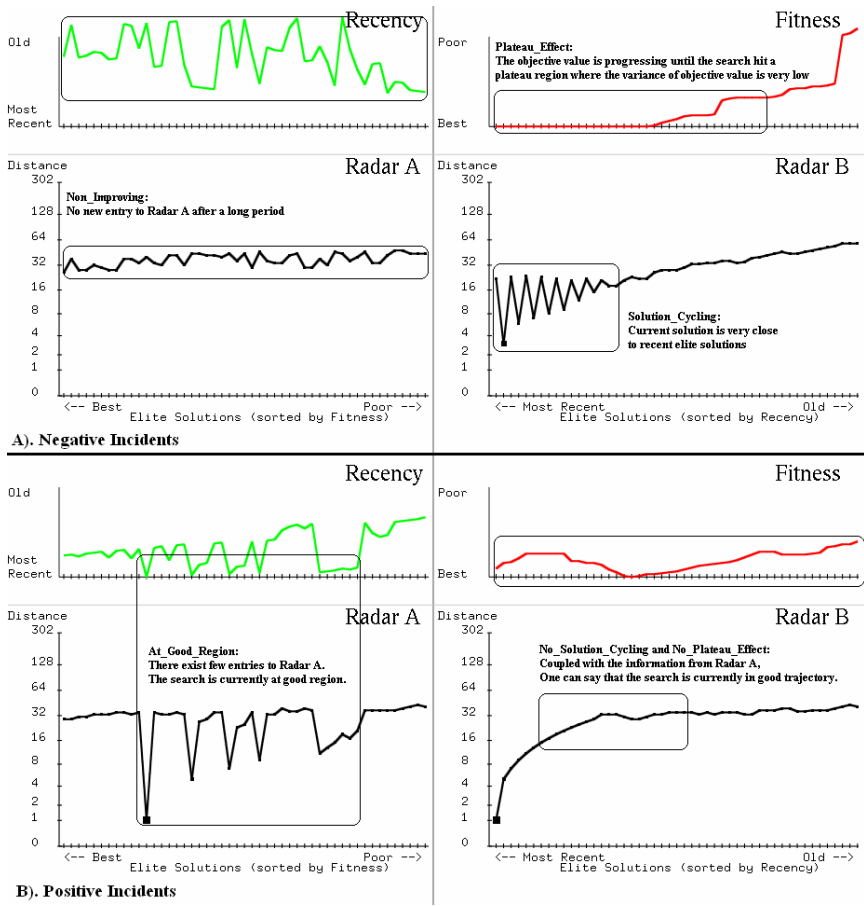 Recency
Old
Most
Recent
Fitness
Poor
Plateau_Effect:
The objective value is progressing until the search hit a
plateau region where the variance of objective value is very low
Best
Distance
Radar A
302
128
64
32
16
8
4
2
1
0
Non_Improving:
No new entry to Radar A after a long period
<-- Best
Poor -->
Elite Solutions (sorted by Fitness)
Distance
Radar B
302
128
64
32
16
8
4
2
1
0
Solution_Cycling:
Current solution is very close
to recent elite solutions
<-- Most Recent
Old -->
Elite Solutions (sorted by Recency)
A). Negative Incidents
Recency
Old
Most
Recent
Fitness
Poor
Best
Distance
Radar A
302
128
64
32
16
8
4
2
1
0
At_Good_Region:
There exist few entries to Radar A.
The search is currently at good region.
<-- Best
Poor -->
Elite Solutions (sorted by Fitness)
Distance
Radar B
302
128
64
32
16
8
4
2
1
0
No_Solution_Cycling and No_Plateau_Effect:
Coupled with the information from Radar A,
One can say that the search is currently in good trajectory.
<-- Most Recent
Old -->
Elite Solutions (sorted by Recency)
B). Positive Incidents